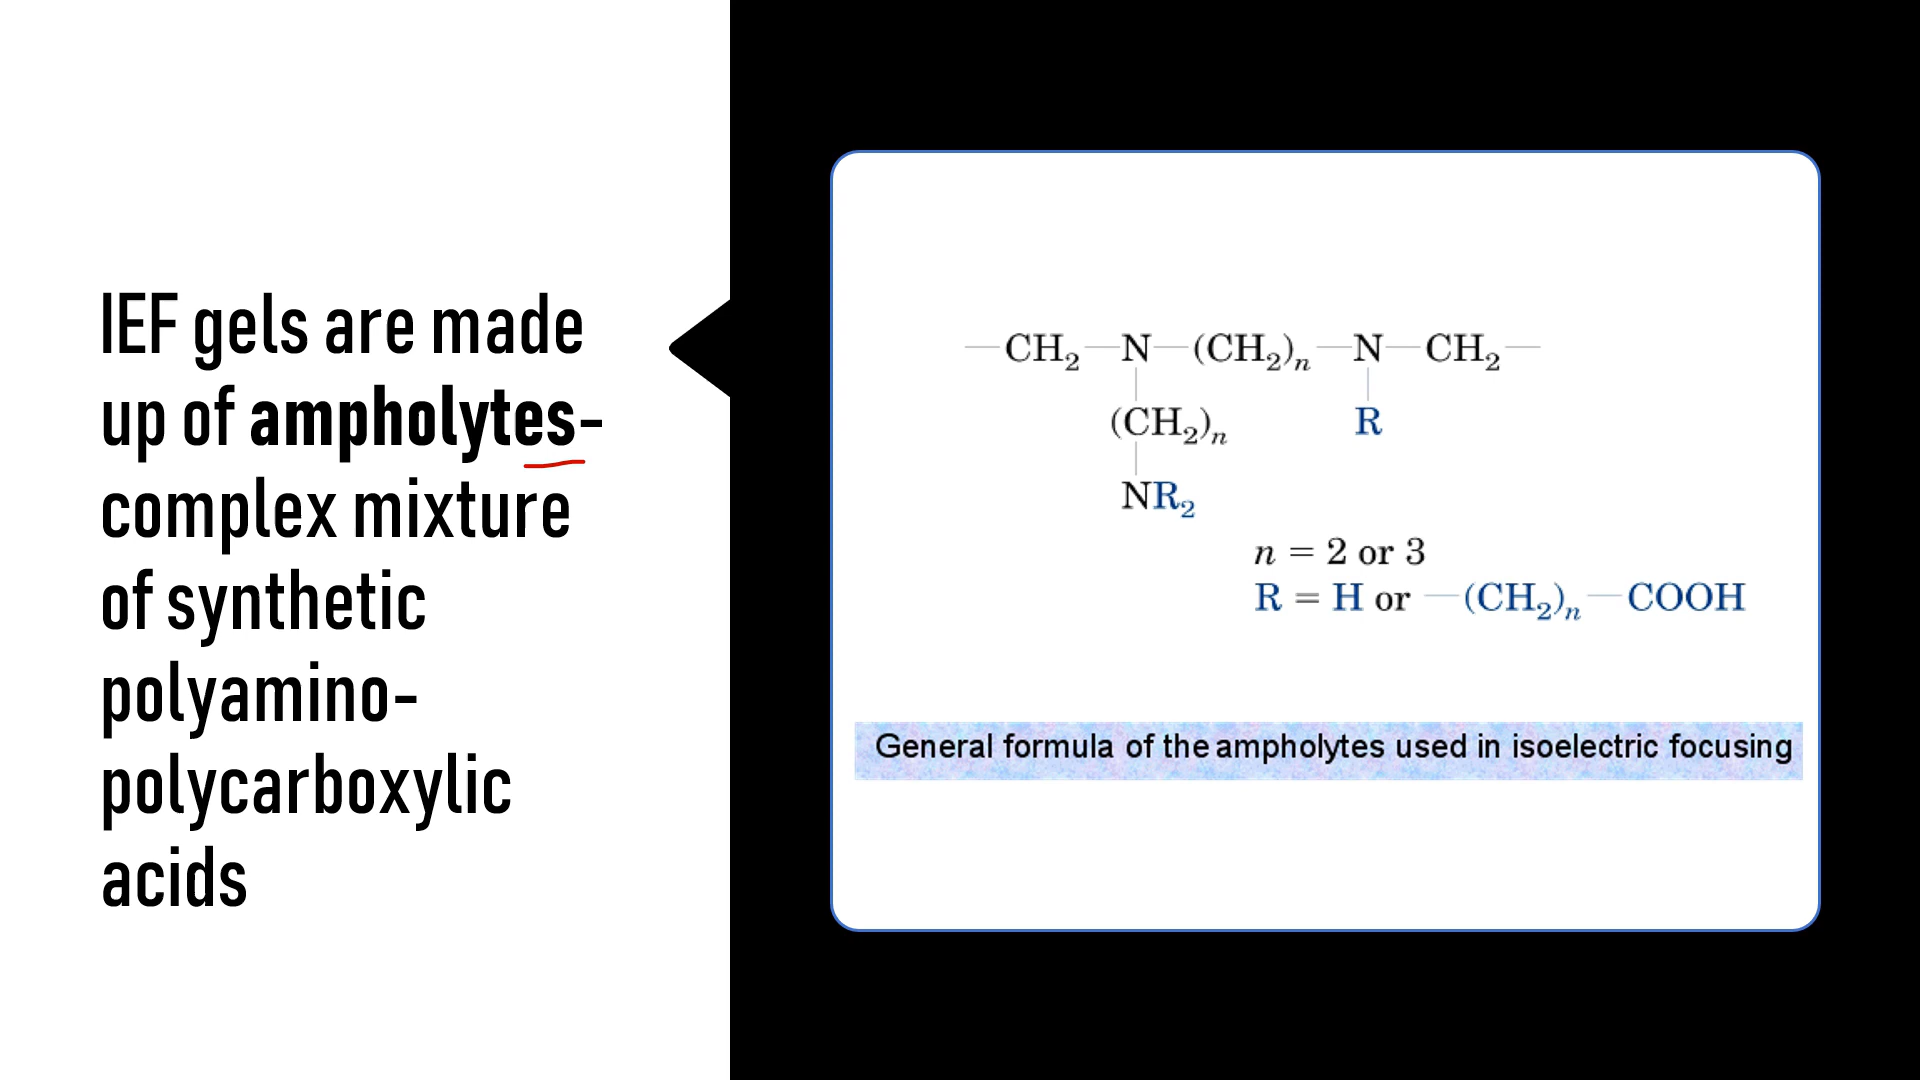 IEF gels are made
up of ampholytes-
complex mixture
of synthetic
polyamino-
polycarboxylic
acids
—CH₂—N—(CH₂)ₙ—N—CH₂—
(CH₂)ₙ R
NR₂
n = 2 or 3
R = H or —(CH₂)ₙ—COOH
General formula of the ampholytes used in isoelectric focusing